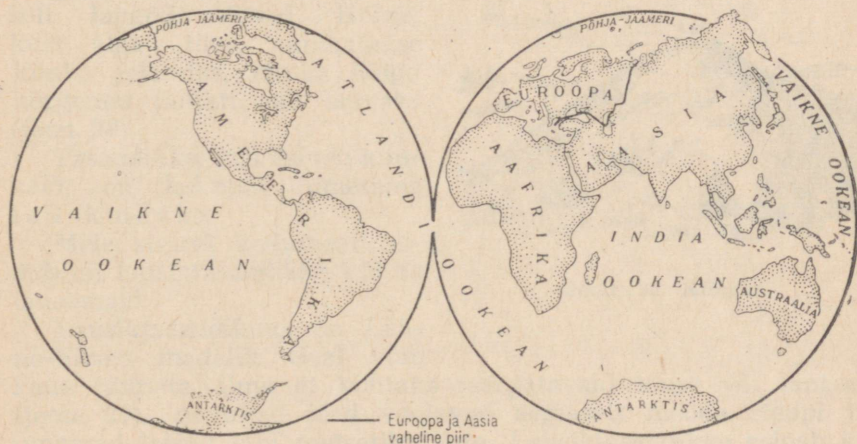 PÕHJA-JÄÄMERI
PÕHJA-JÄÄMERI
AMEERIKA
ATLANDI OOKEAN
VAIKNE
OOKEAN
EUROOPA
AASIA
AAFRIKA
VAIKNE OOKEAN
INDIA
OOKEAN
AUSTRAALIA
ANTARKTIS
ANTARKTIS
Euroopa ja Aasia
vaheline piir